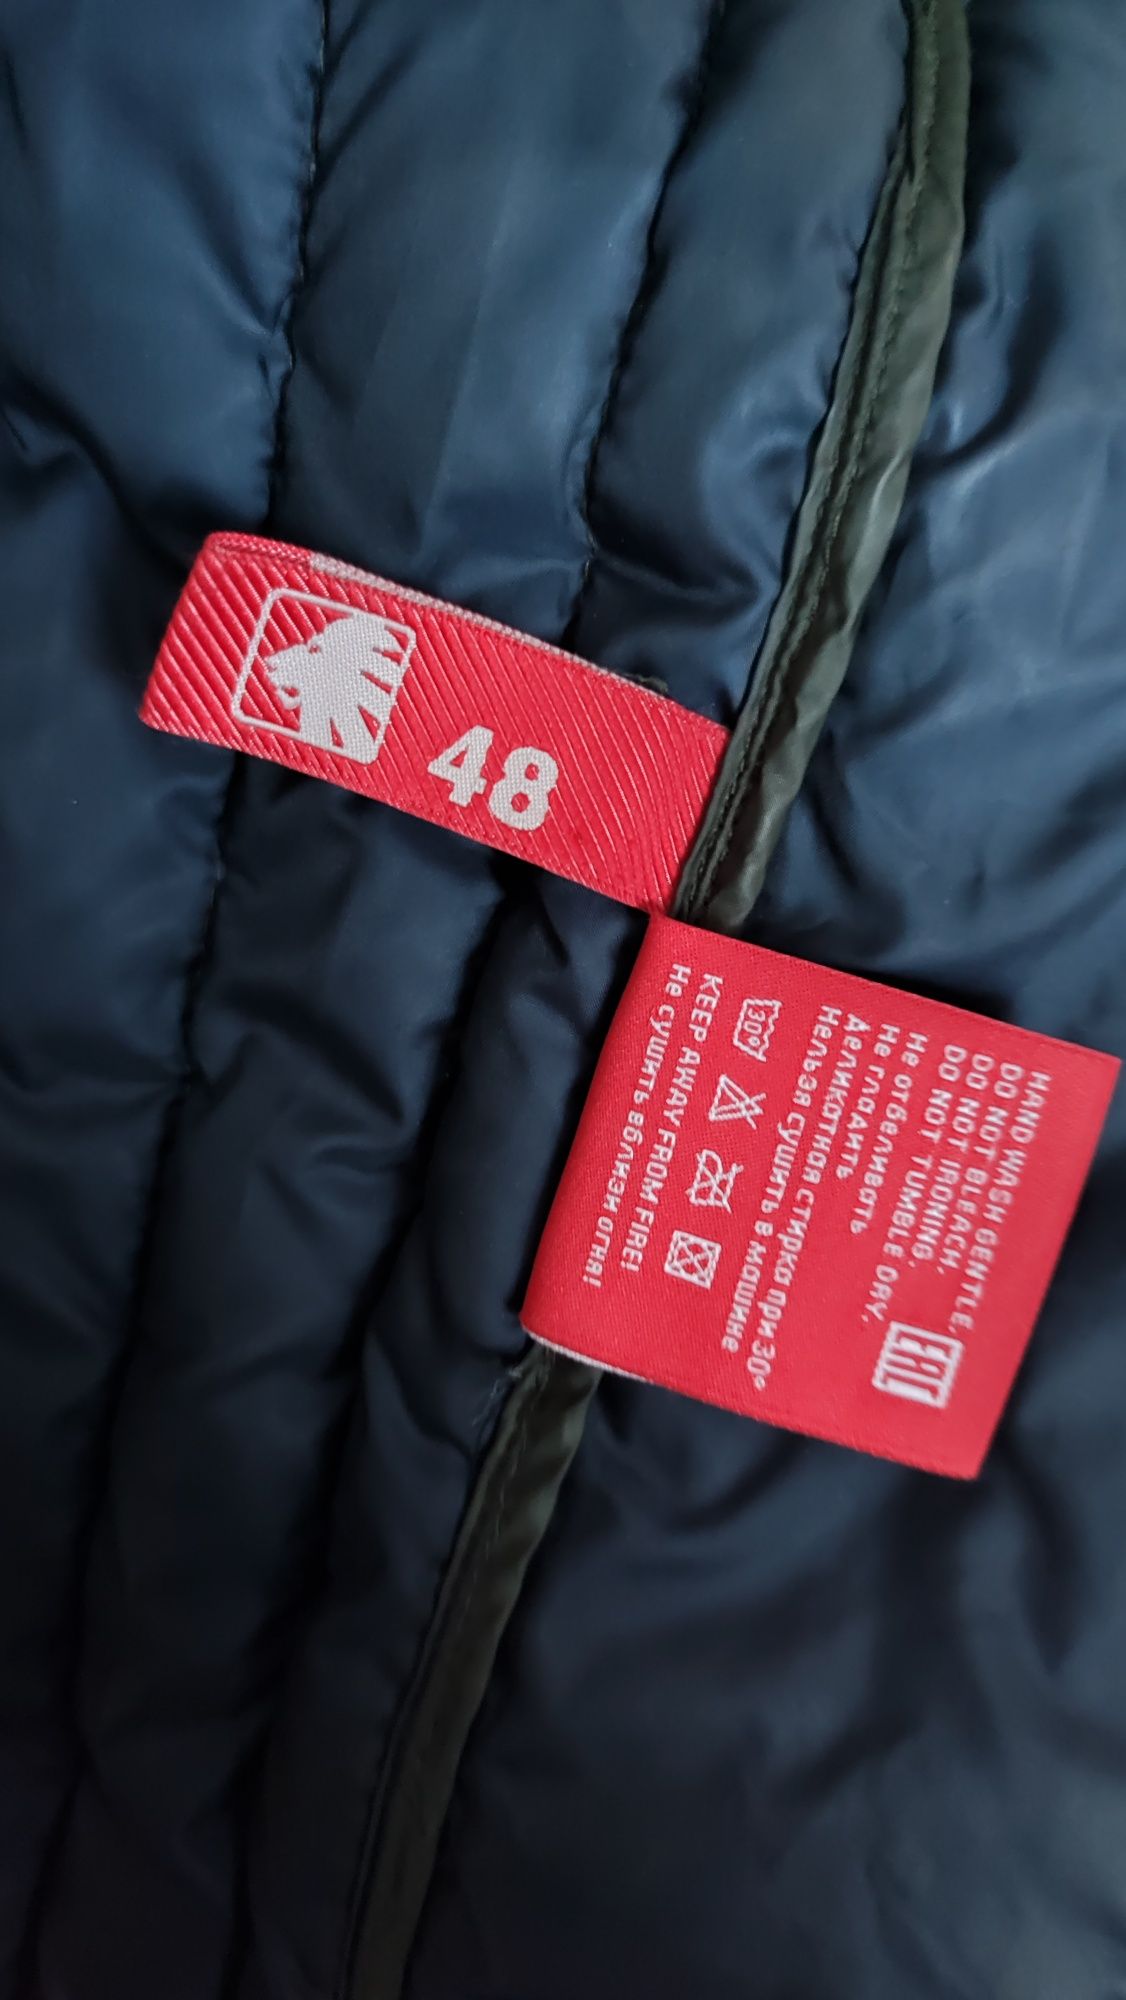 48
HAND WASH GENTLE,
DO NOT BLEACH,
DO NOT IRONING,
DO NOT TUMBLE DRY,
Не отбеливать
Не гладить
Деликатная стирка при 30°
Нельзя сушить в машине
30°
KEEP AWAY FROM FIRE!
Не сушить вблизи огня!
EAC